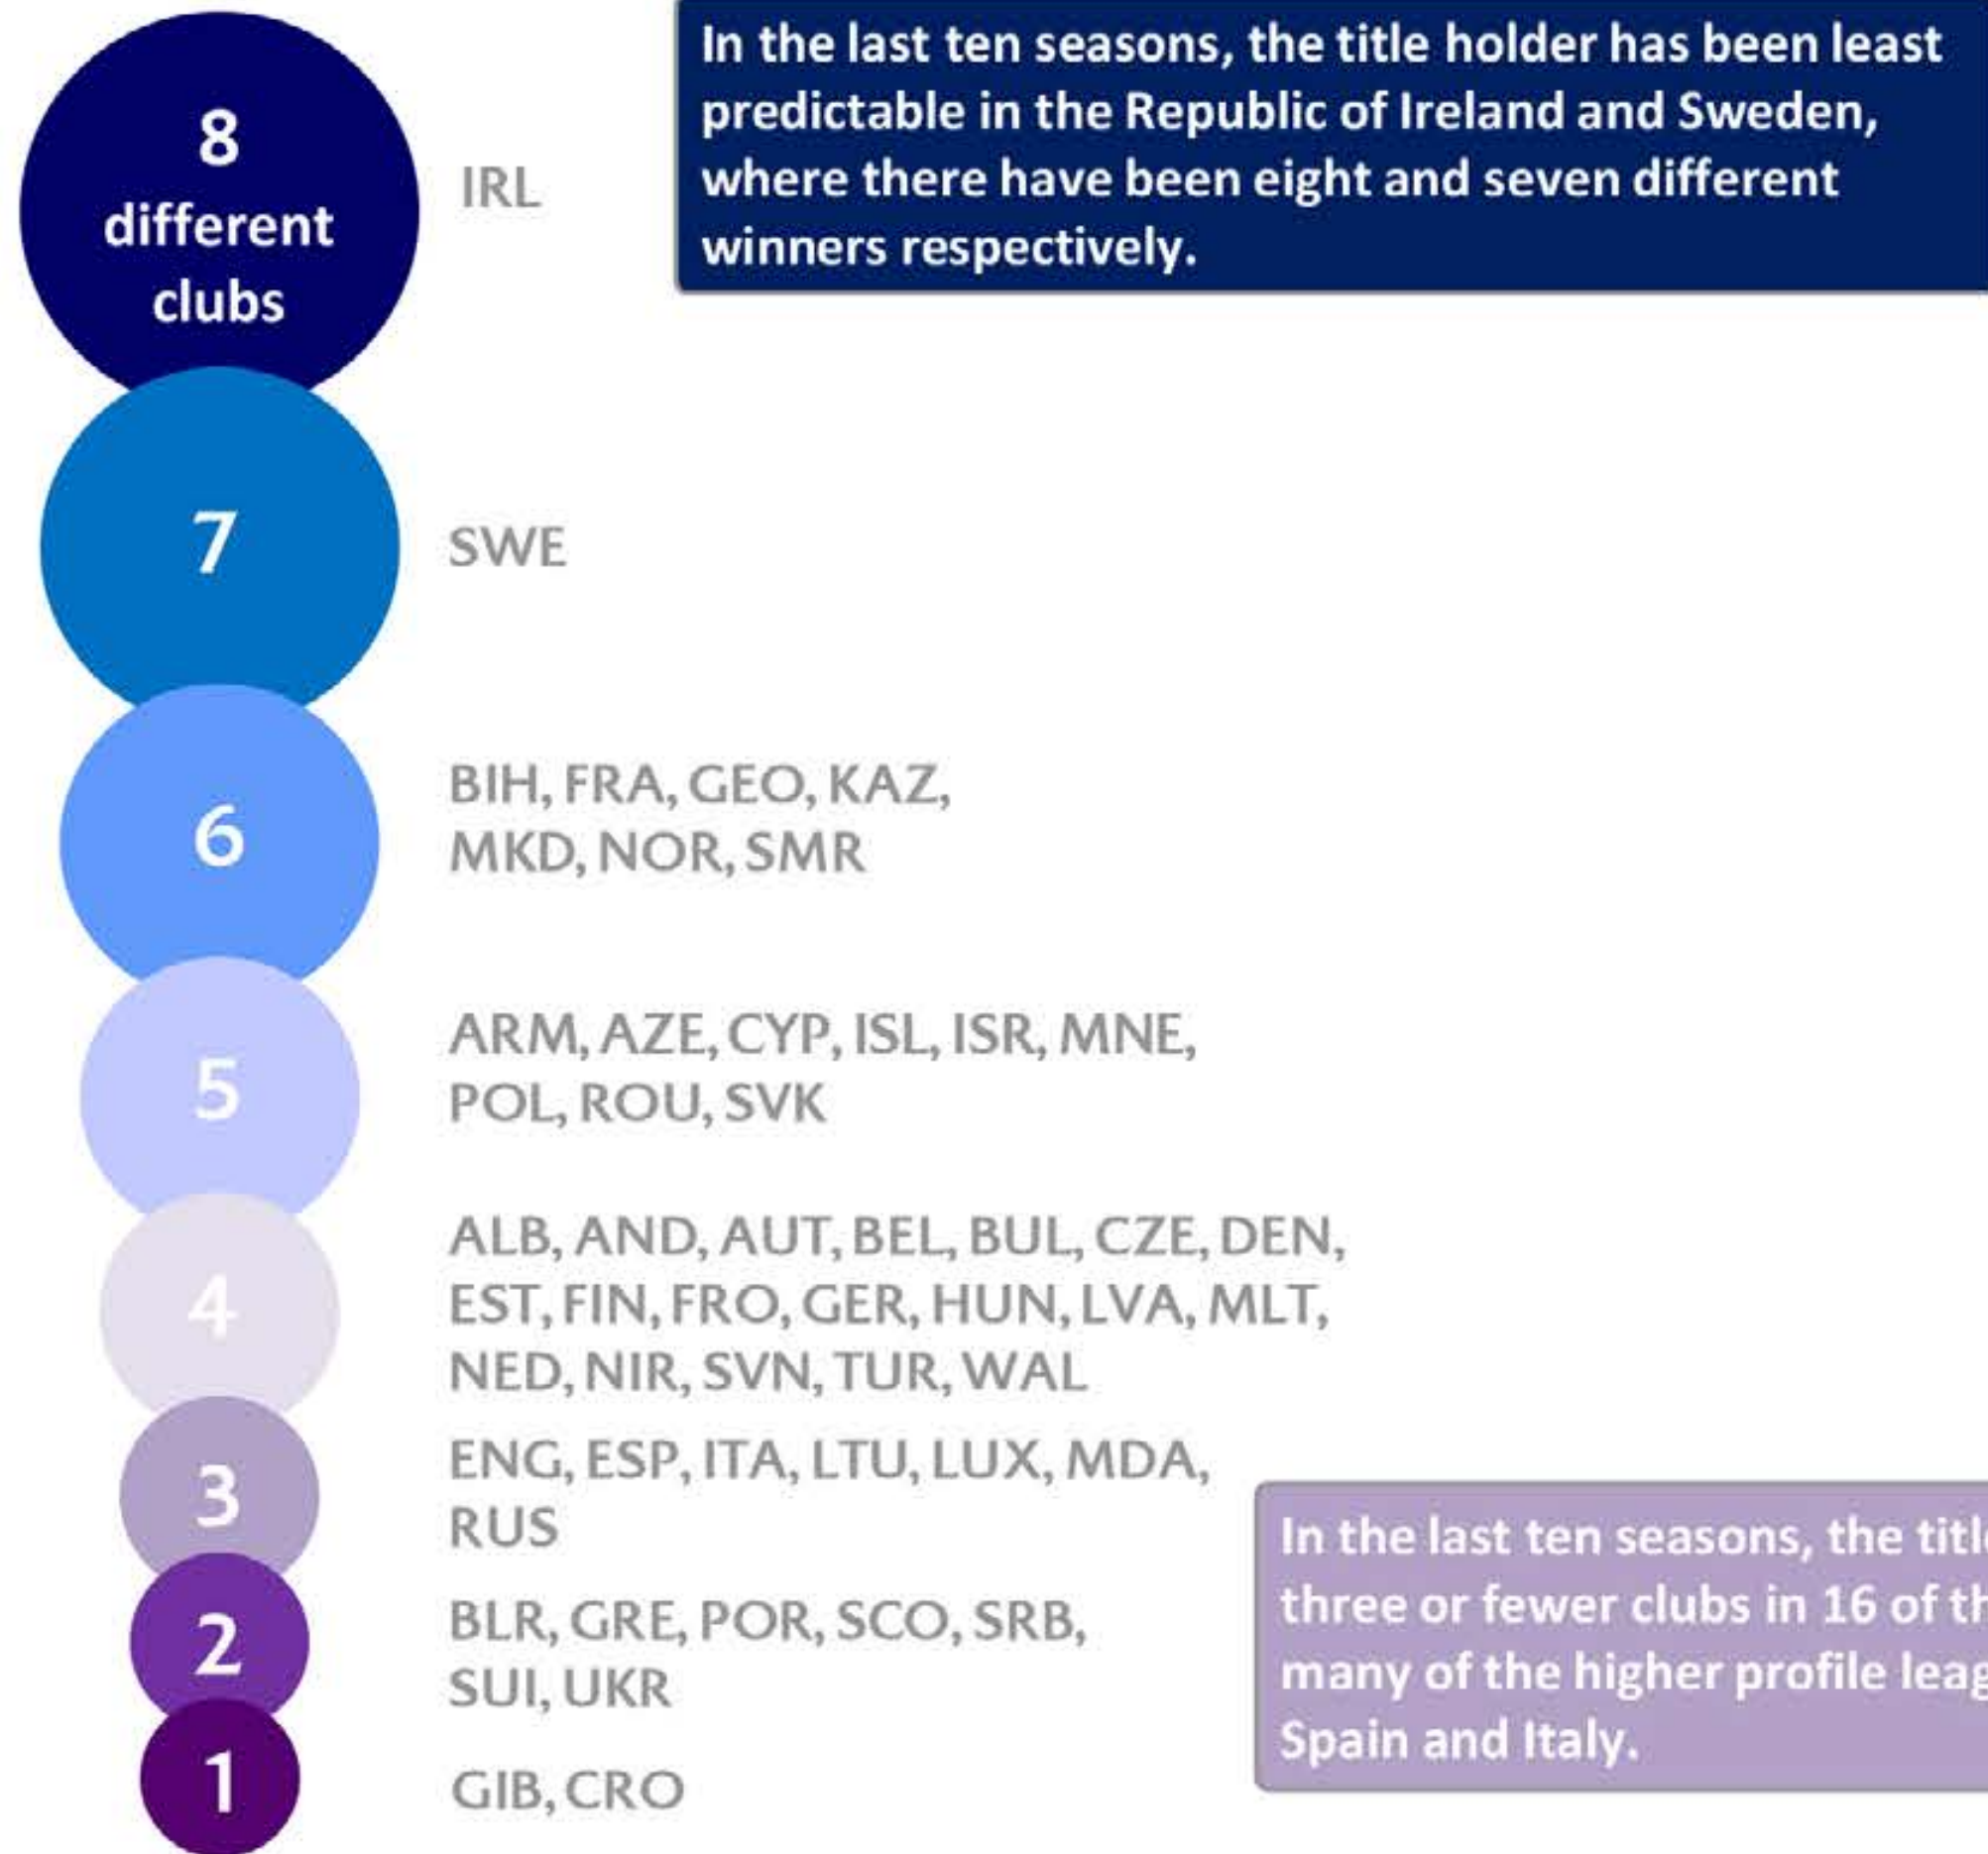 8
different
clubs
IRL
In the last ten seasons, the title holder has been least
predictable in the Republic of Ireland and Sweden,
where there have been eight and seven different
winners respectively.
7
SWE
6
BIH, FRA, GEO, KAZ,
MKD, NOR, SMR
5
ARM, AZE, CYP, ISL, ISR, MNE,
POL, ROU, SVK
4
ALB, AND, AUT, BEL, BUL, CZE, DEN,
EST, FIN, FRO, GER, HUN, LVA, MLT,
NED, NIR, SVN, TUR, WAL
3
ENG, ESP, ITA, LTU, LUX, MDA,
RUS
2
BLR, GRE, POR, SCO, SRB,
SUI, UKR
1
GIB, CRO
In the last ten seasons, the
three or fewer clubs in 16 of
many of the higher profile
Spain and Italy.